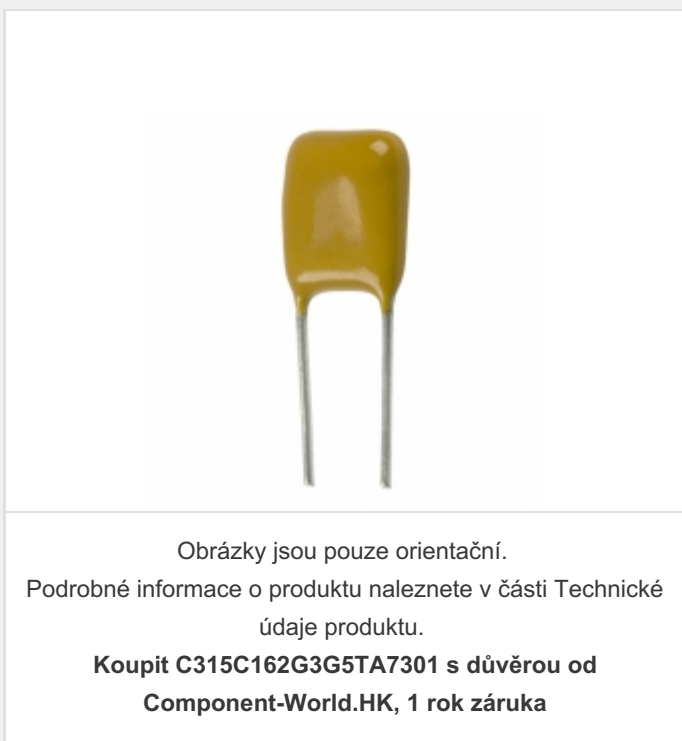 Obrázky jsou pouze orientační.
Podrobné informace o produktu naleznete v části Technické
údaje produktu.
Koupit C315C162G3G5TA7301 s důvěrou od
Component-World.HK, 1 rok záruka